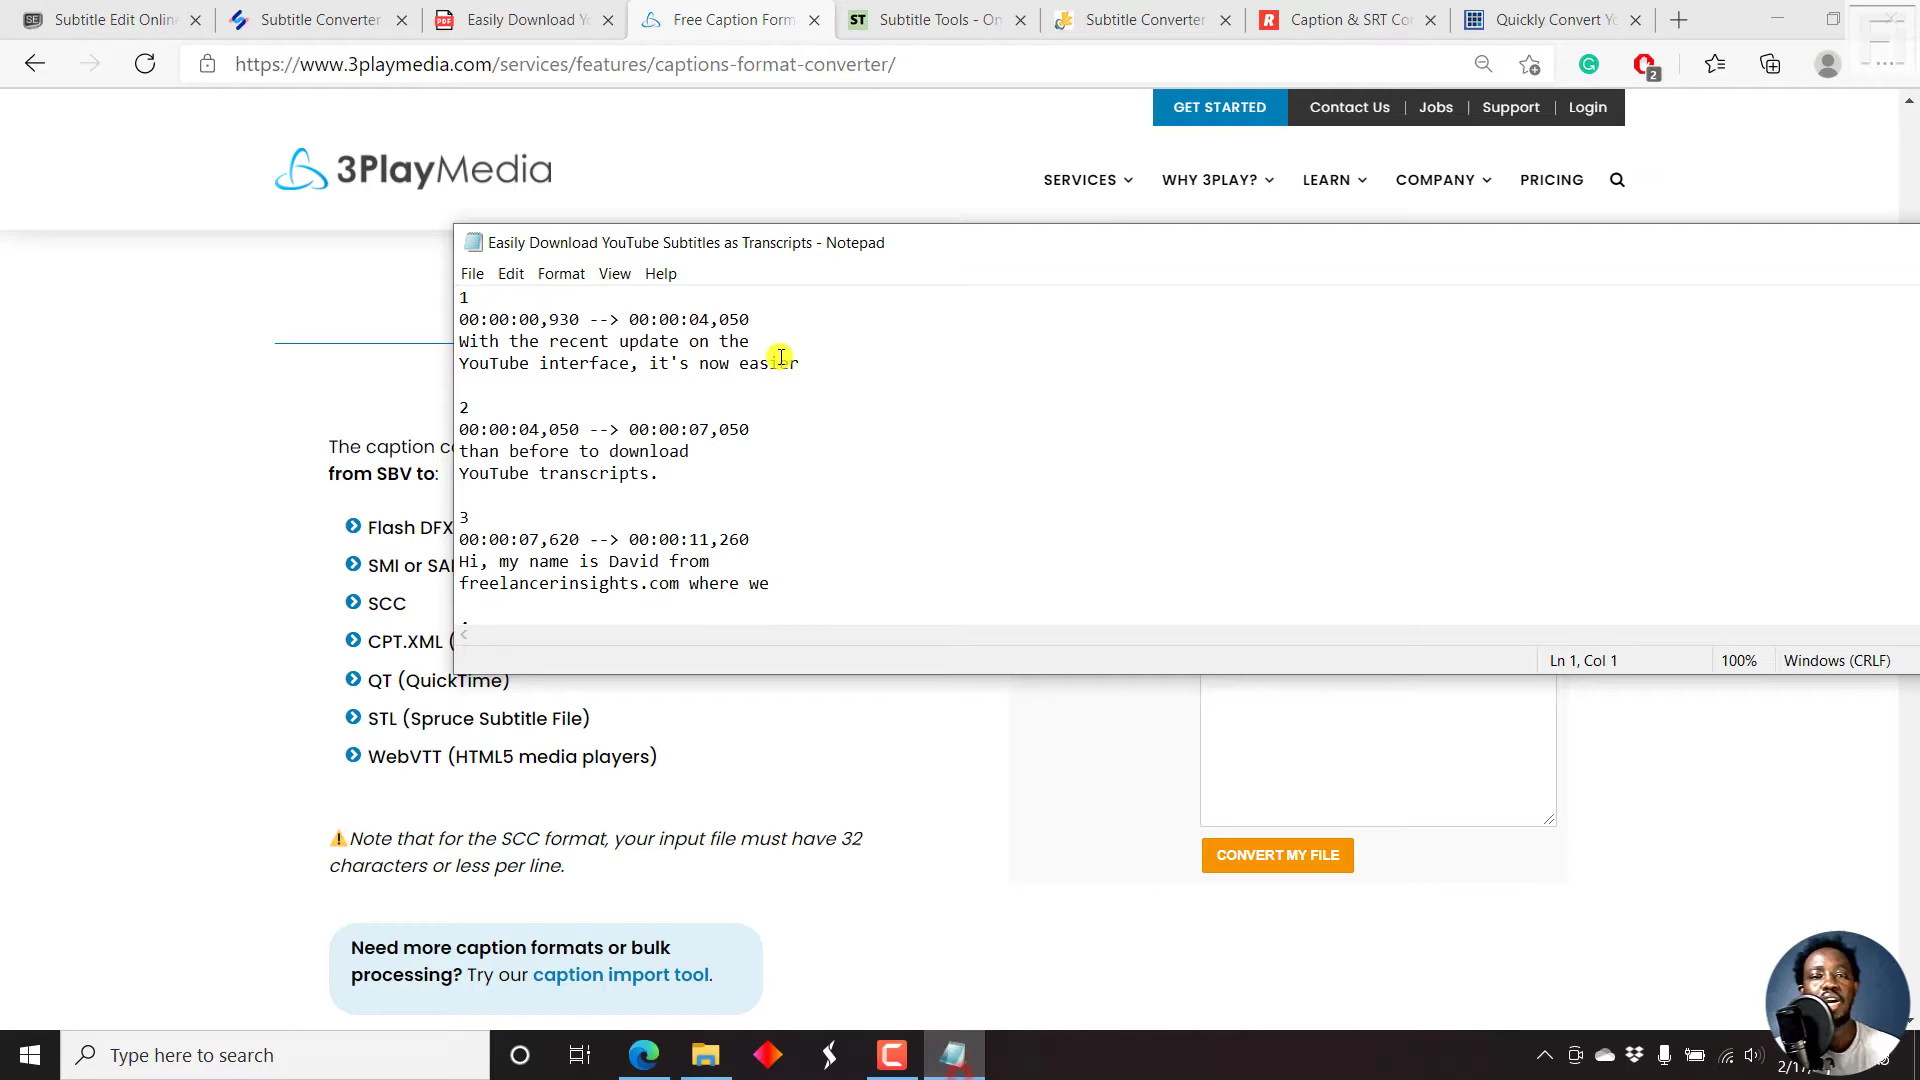 Subtitle Edit Online
Subtitle Converter
Easily Download Yo
Free Caption Form
Subtitle Tools - On
Subtitle Converter
Caption & SRT Co
Quickly Convert Yo
https://www.3playmedia.com/services/features/captions-format-converter/
2
GET STARTED
Contact Us | Jobs | Support | Login
3PlayMedia
SERVICES
WHY 3PLAY?
LEARN
COMPANY
PRICING
Easily Download YouTube Subtitles as Transcripts - Notepad
File Edit Format View Help
1
00:00:00,930 --> 00:00:04,050
With the recent update on the
YouTube interface, it's now easier
2
00:00:04,050 --> 00:00:07,050
than before to download
YouTube transcripts.
3
00:00:07,620 --> 00:00:11,260
Hi, my name is David from
freelancerinsights.com where we
Ln 1, Col 1
100%
Windows (CRLF)
The caption co
from SBV to:
Flash DFX
SMI or SA
SCC
CPT.XML (
QT (QuickTime)
STL (Spruce Subtitle File)
WebVTT (HTML5 media players)
Note that for the SCC format, your input file must have 32
characters or less per line.
CONVERT MY FILE
Need more caption formats or bulk
processing? Try our caption import tool.
Type here to search